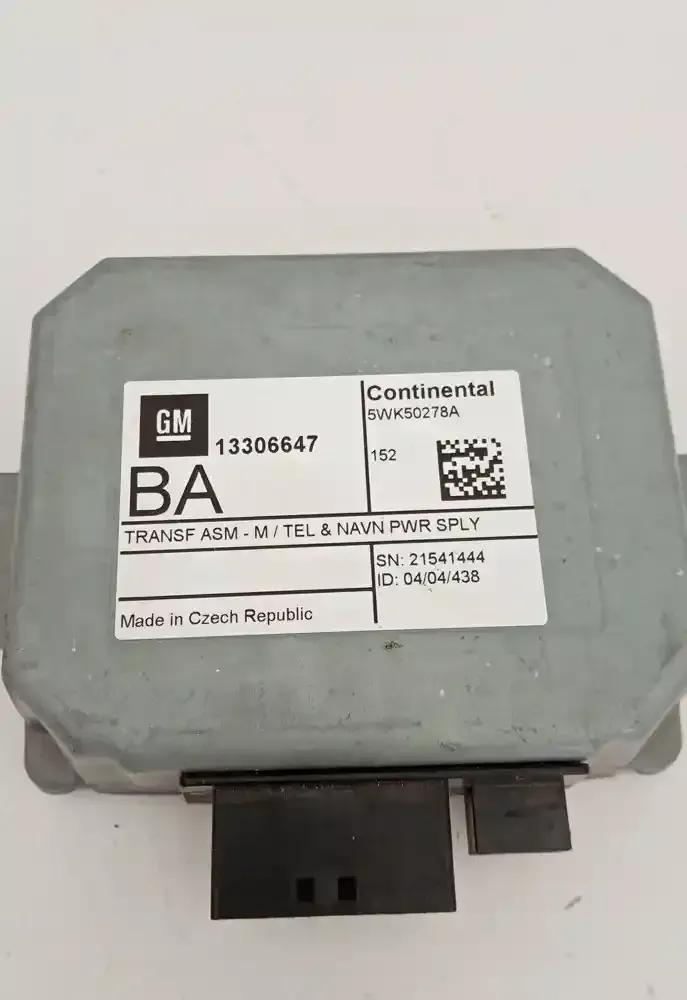 GM
13306647
BA
Continental
5WK50278A
152
TRANSF ASM - M / TEL & NAVN PWR SPLY
SN: 21541444
ID: 04/04/438
Made in Czech Republic